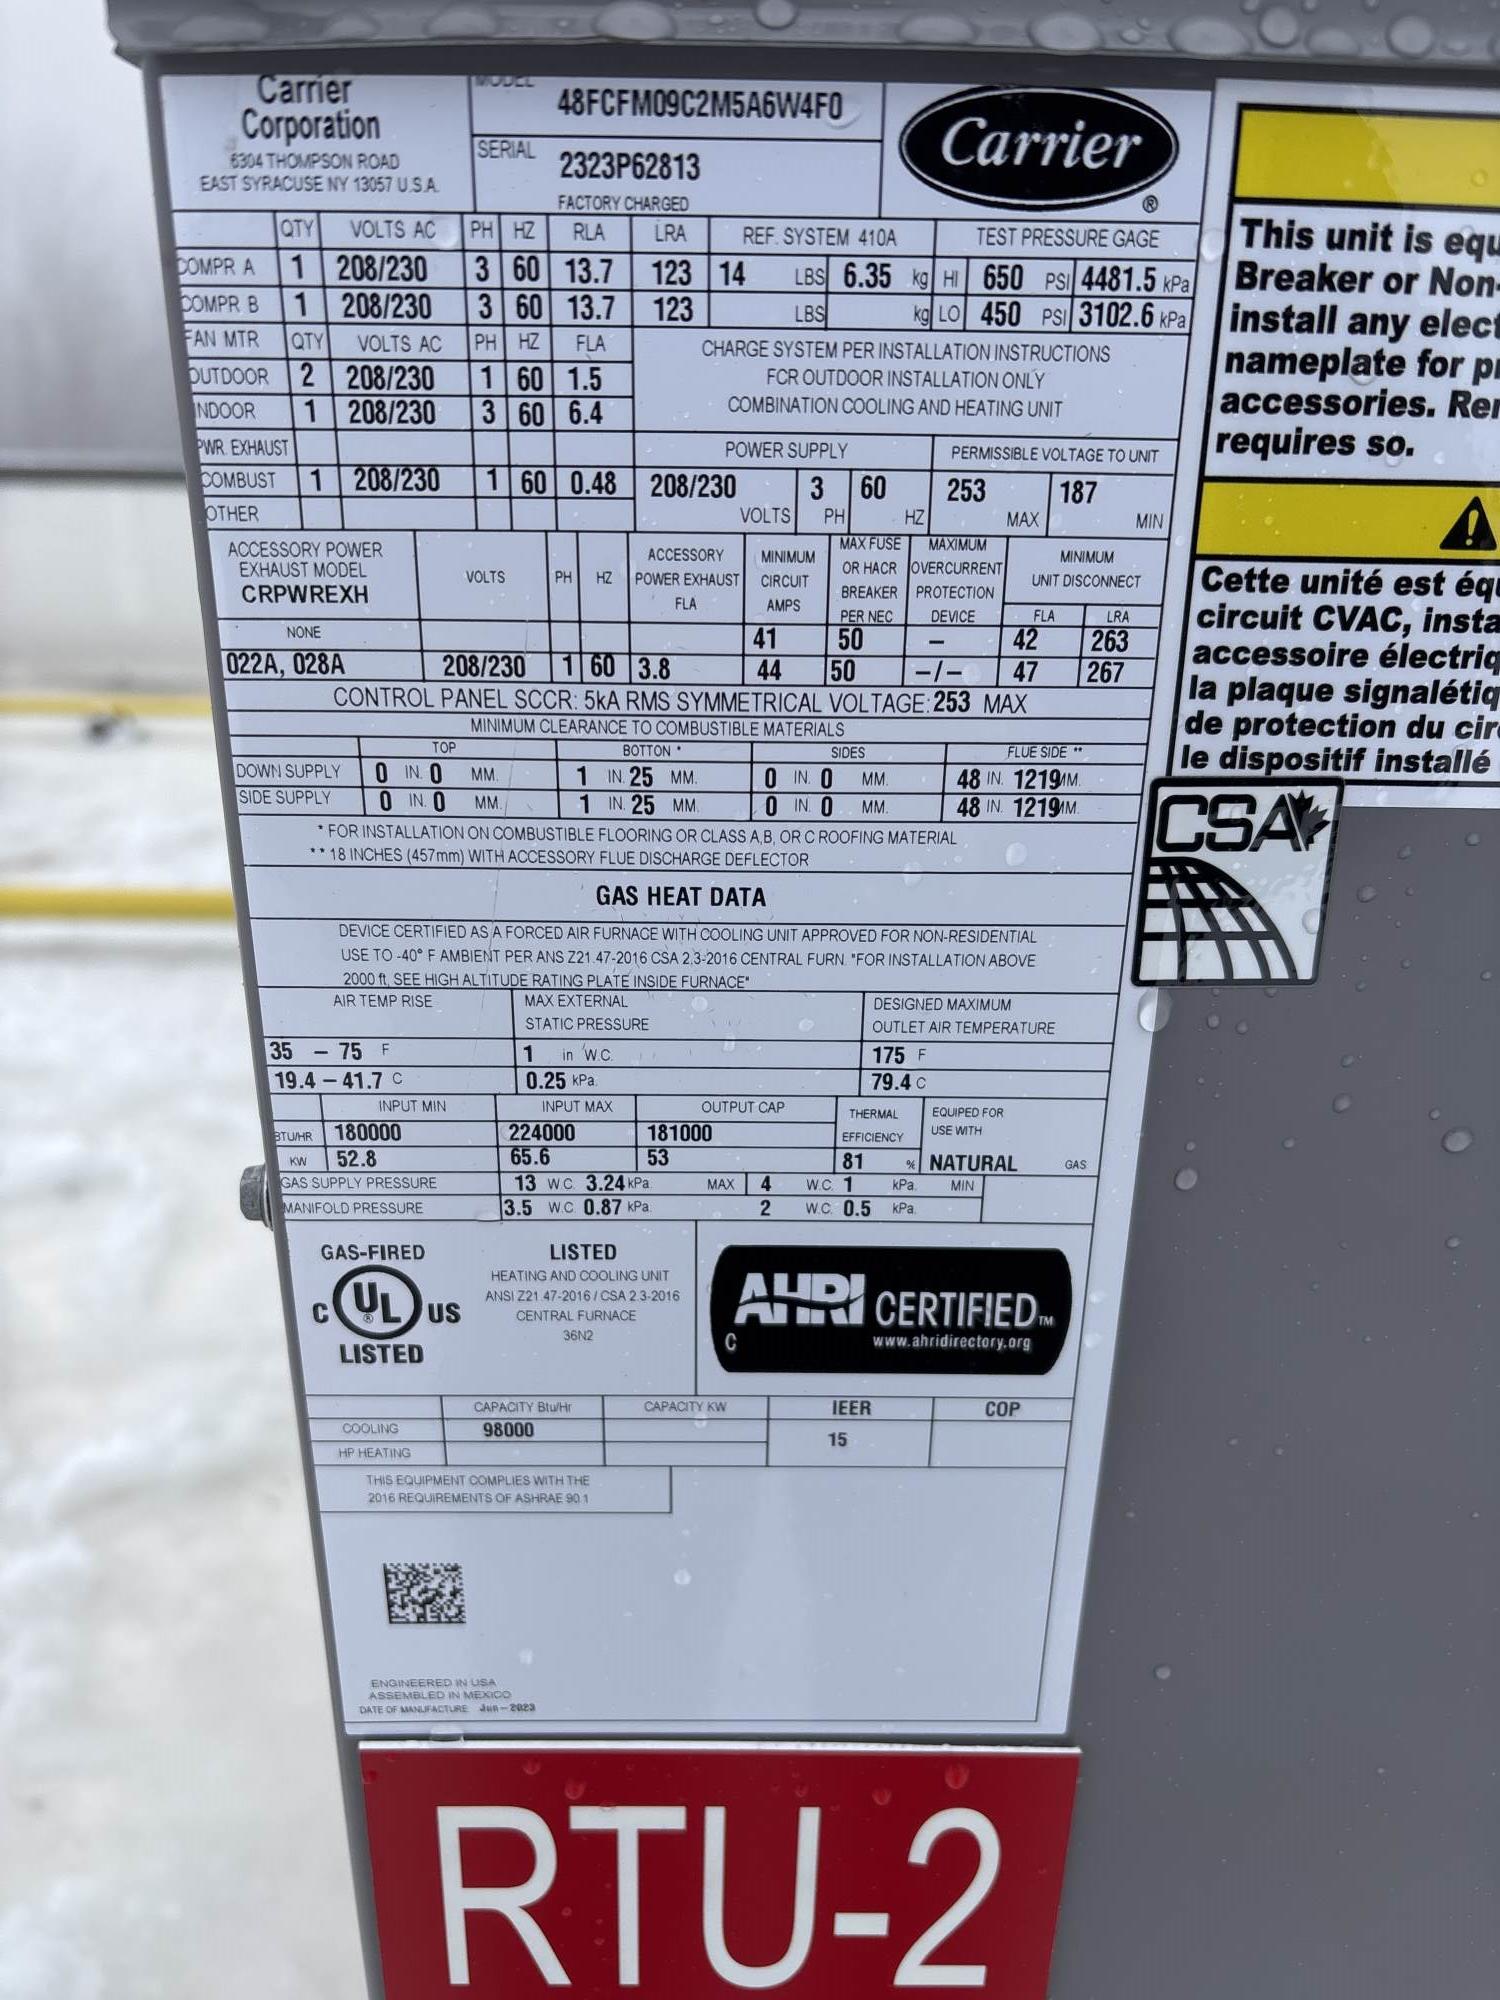 Carrier
Corporation
6304 THOMPSON ROAD
EAST SYRACUSE NY 13057 U.S.A.
MODEL 48FCFM09C2M5A6W4F0
SERIAL 2323P62813
FACTORY CHARGED
Carrier ®
QTY VOLTS AC PH HZ RLA LRA REF. SYSTEM 410A TEST PRESSURE GAGE
COMPR A 1 208/230 3 60 13.7 123 14 LBS 6.35 kg HI 650 PSI 4481.5 kPa
COMPR B 1 208/230 3 60 13.7 123 LBS kg LO 450 PSI 3102.6 kPa
FAN MTR QTY VOLTS AC PH HZ FLA
OUTDOOR 2 208/230 1 60 1.5
INDOOR 1 208/230 3 60 6.4
CHARGE SYSTEM PER INSTALLATION INSTRUCTIONS
FOR OUTDOOR INSTALLATION ONLY
COMBINATION COOLING AND HEATING UNIT
PWR. EXHAUST
COMBUST 1 208/230 1 60 0.48
OTHER
POWER SUPPLY PERMISSIBLE VOLTAGE TO UNIT
208/230 VOLTS 3 PH 60 HZ 253 MAX 187 MIN
ACCESSORY POWER
EXHAUST MODEL
CRPWREXH
VOLTS PH HZ
ACCESSORY
POWER EXHAUST
FLA
MINIMUM
CIRCUIT
AMPS
MAX FUSE
OR HACR
BREAKER
PER NEC
MAXIMUM
OVERCURRENT
PROTECTION
DEVICE
MINIMUM
UNIT DISCONNECT
FLA LRA
NONE 41 50 – 42 263
022A, 028A 208/230 1 60 3.8 44 50 –/– 47 267
CONTROL PANEL SCCR: 5kA RMS SYMMETRICAL VOLTAGE: 253 MAX
MINIMUM CLEARANCE TO COMBUSTIBLE MATERIALS
TOP BOTTON * SIDES FLUE SIDE **
DOWN SUPPLY 0 IN. 0 MM. 1 IN. 25 MM. 0 IN. 0 MM. 48 IN. 1219MM.
SIDE SUPPLY 0 IN. 0 MM. 1 IN. 25 MM. 0 IN. 0 MM. 48 IN. 1219MM.
* FOR INSTALLATION ON COMBUSTIBLE FLOORING OR CLASS A,B, OR C ROOFING MATERIAL
** 18 INCHES (457mm) WITH ACCESSORY FLUE DISCHARGE DEFLECTOR
GAS HEAT DATA
DEVICE CERTIFIED AS A FORCED AIR FURNACE WITH COOLING UNIT APPROVED FOR NON-RESIDENTIAL
USE TO -40° F AMBIENT PER ANS Z21.47-2016 CSA 2.3-2016 CENTRAL FURN. "FOR INSTALLATION ABOVE
2000 ft, SEE HIGH ALTITUDE RATING PLATE INSIDE FURNACE"
AIR TEMP RISE
MAX EXTERNAL
STATIC PRESSURE
DESIGNED MAXIMUM
OUTLET AIR TEMPERATURE
35 – 75 F 1 in W.C. 175 F
19.4 – 41.7 C 0.25 kPa. 79.4 C
INPUT MIN INPUT MAX OUTPUT CAP
BTU/HR 180000 224000 181000
KW 52.8 65.6 53
THERMAL
EFFICIENCY
81 %
EQUIPED FOR
USE WITH
NATURAL GAS
GAS SUPPLY PRESSURE 13 W.C. 3.24 kPa. MAX 4 W.C. 1 kPa. MIN
MANIFOLD PRESSURE 3.5 W.C. 0.87 kPa. 2 W.C. 0.5 kPa.
GAS-FIRED
C UL ® US
LISTED
LISTED
HEATING AND COOLING UNIT
ANSI Z21.47-2016 / CSA 2.3-2016
CENTRAL FURNACE
36N2
AHRI CERTIFIED™
C www.ahridirectory.org
CAPACITY Btu/Hr CAPACITY KW IEER COP
COOLING 98000 15
HP HEATING
THIS EQUIPMENT COMPLIES WITH THE
2016 REQUIREMENTS OF ASHRAE 90.1
ENGINEERED IN USA
ASSEMBLED IN MEXICO
DATE OF MANUFACTURE: Jun-2023
This unit is equ
Breaker or Non-
install any elect
nameplate for p
accessories. Re
requires so.
Cette unité est équ
circuit CVAC, insta
accessoire électriq
la plaque signalétiq
de protection du cir
le dispositif installé
CSA
RTU-2